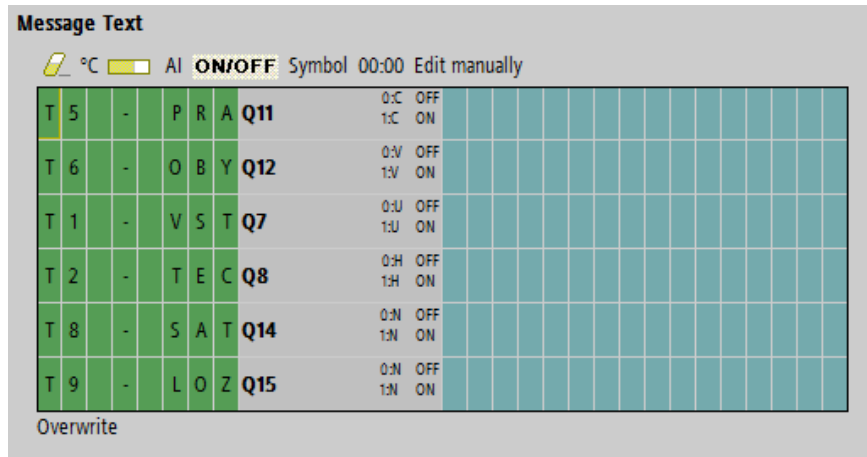 Message Text
°C AI ON/OFF Symbol 00:00 Edit manually
T 5 - P R A Q11 0:C OFF
1:C ON
T 6 - O B Y Q12 0:V OFF
1:V ON
T 1 - V S T Q7 0:U OFF
1:U ON
T 2 - T E C Q8 0:H OFF
1:H ON
T 8 - S A T Q14 0:N OFF
1:N ON
T 9 - L O Z Q15 0:N OFF
1:N ON
Overwrite